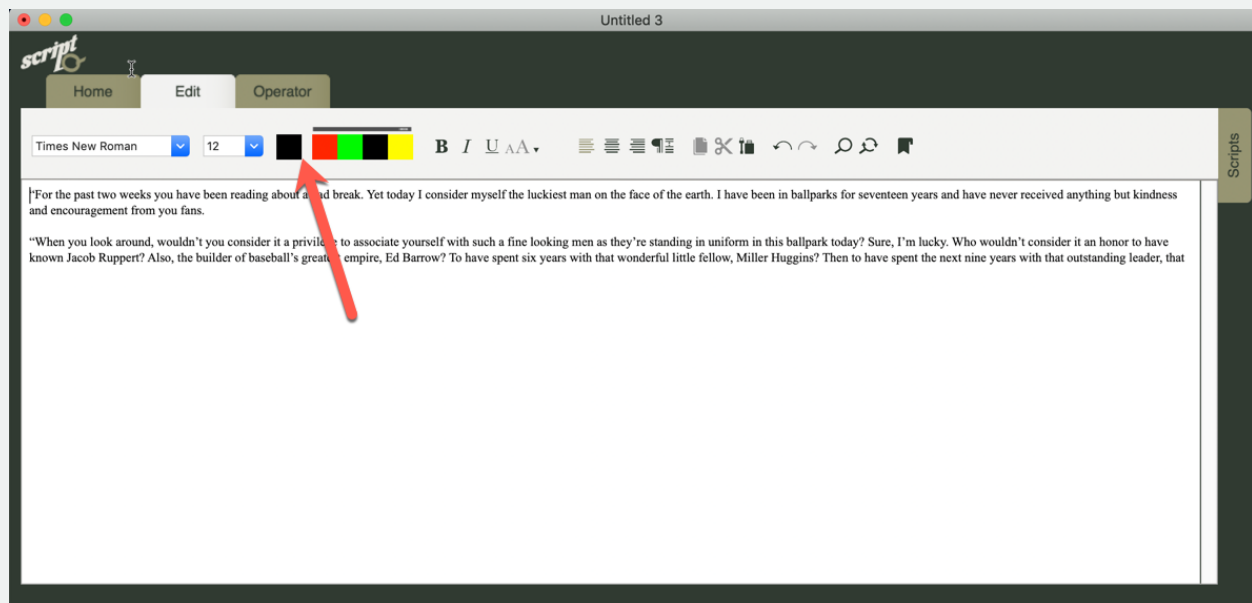 Untitled 3
scriptQ
Home Edit Operator
Scripts
Times New Roman 12 B I U AA
“For the past two weeks you have been reading about a bad break. Yet today I consider myself the luckiest man on the face of the earth. I have been in ballparks for seventeen years and have never received anything but kindness
and encouragement from you fans.
“When you look around, wouldn’t you consider it a privilege to associate yourself with such a fine looking men as they’re standing in uniform in this ballpark today? Sure, I’m lucky. Who wouldn’t consider it an honor to have
known Jacob Ruppert? Also, the builder of baseball’s greatest empire, Ed Barrow? To have spent six years with that wonderful little fellow, Miller Huggins? Then to have spent the next nine years with that outstanding leader, that